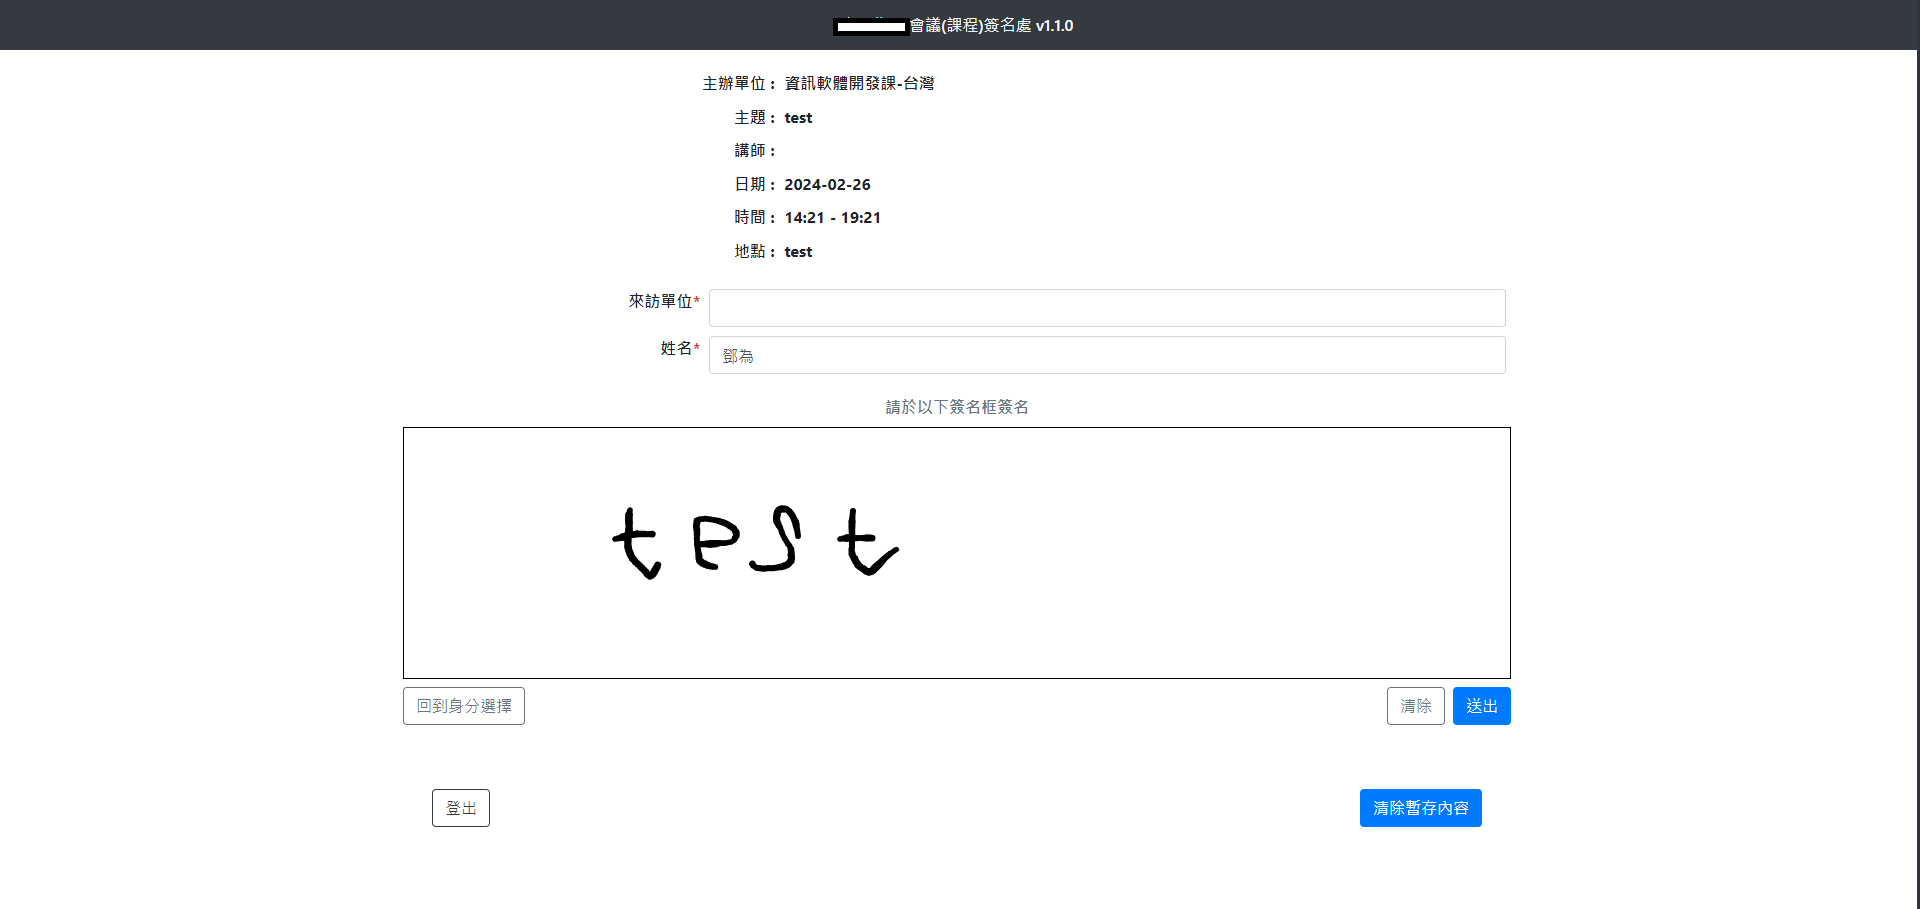 會議(課程)簽名處 v1.1.0
主辦單位： 資訊軟體開發課-台灣
主題： test
講師：
日期： 2024-02-26
時間： 14:21 - 19:21
地點： test
來訪單位*
姓名* 鄧為
請於以下簽名框簽名
test
回到身分選擇 清除 送出
登出 清除暫存內容